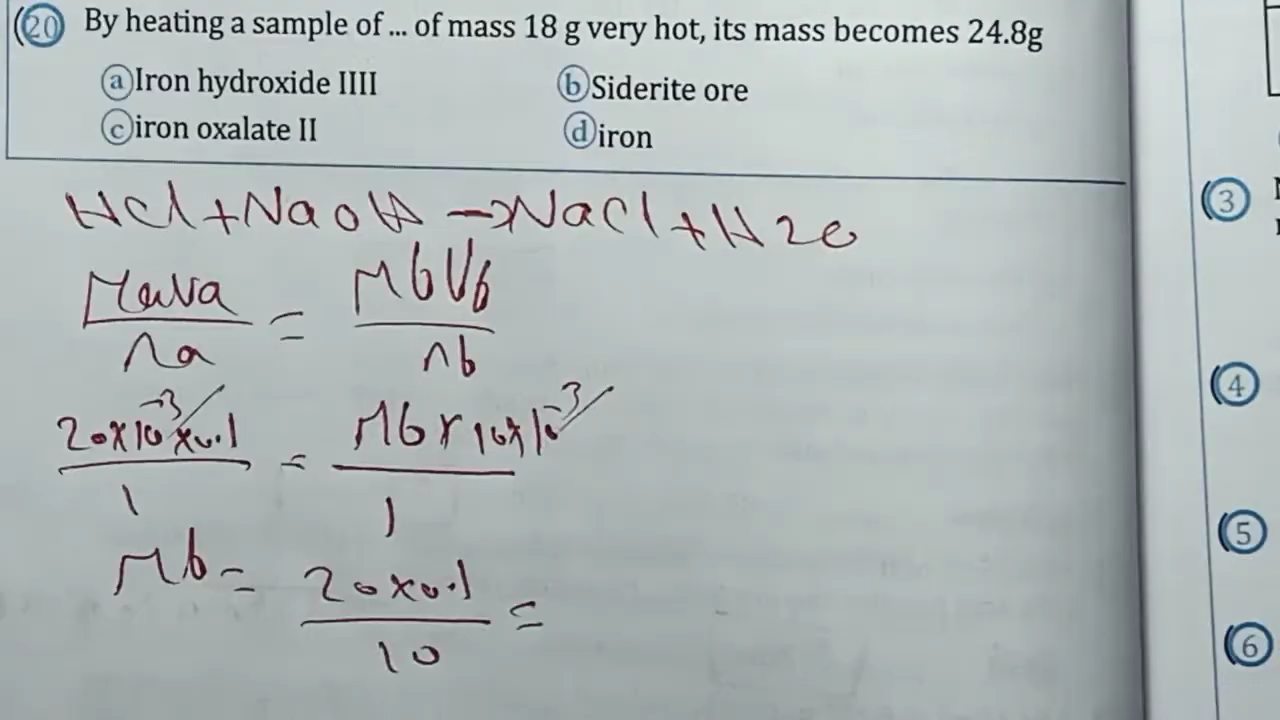 20 By heating a sample of ... of mass 18 g very hot, its mass becomes 24.8g
a Iron hydroxide IIII b Siderite ore
c iron oxalate II d iron
HCl + NaOH → NaCl + H2O
MaVa / na = MbVb / nb
20×10⁻³×0.1 / 1 = Mb × 10×10⁻³ / 1
Mb = 20×0.1 / 10 =
3
4
5
6